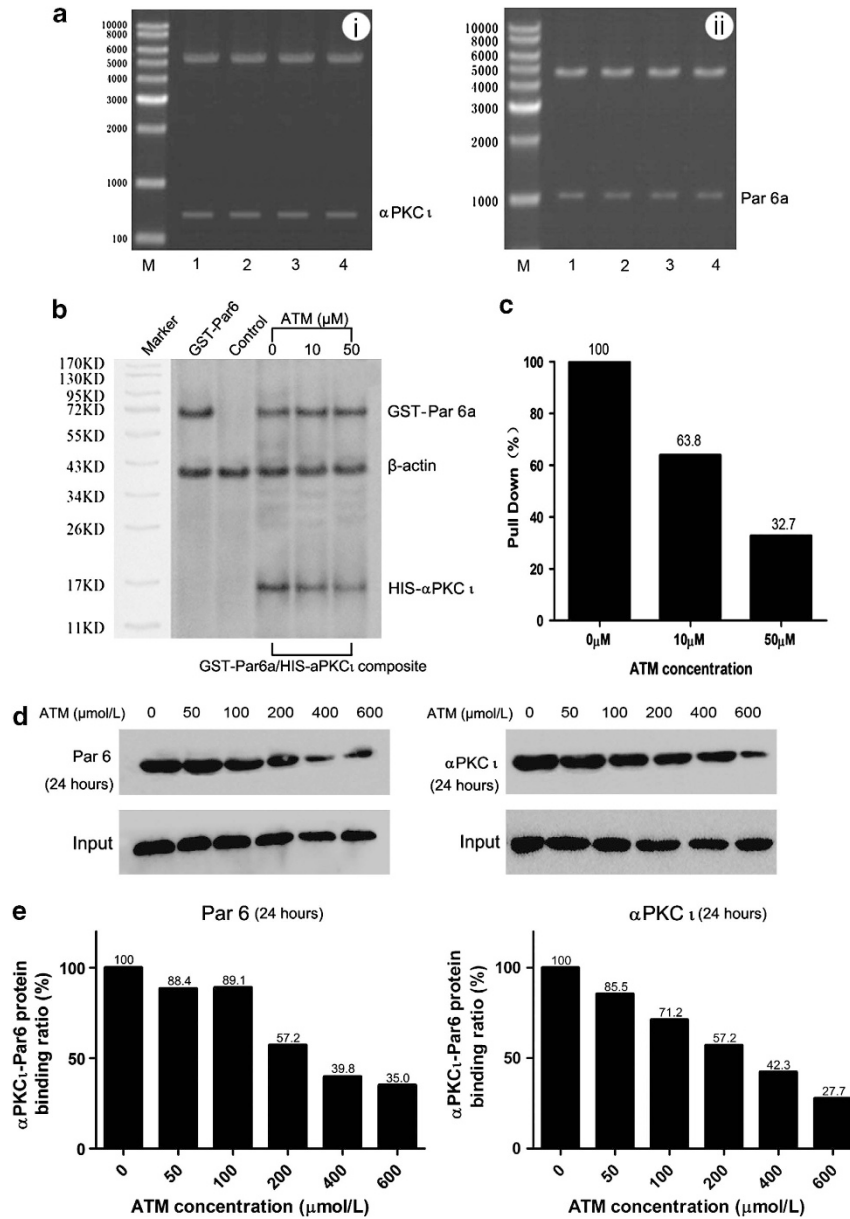 a
i
10000
8000
6000
5000
4000
3000
2000
1000
100
αPKC ι
M 1 2 3 4
ii
10000
8000
6000
5000
4000
3000
2000
1000
Par 6a
M 1 2 3 4
b
Marker GST-Par6 Control ATM (μM)
0 10 50
170KD
130KD
95KD
72KD
55KD
43KD
34KD
26KD
17KD
11KD
GST-Par 6a
β-actin
HIS-αPKC ι
GST-Par6a/HIS-aPKCι composite
c
Pull Down (%)
100
80
60
40
20
0
100
63.8
32.7
0μM 10μM 50μM
ATM concentration
d
ATM (μmol/L) 0 50 100 200 400 600
Par 6
(24 hours)
Input
ATM (μmol/L) 0 50 100 200 400 600
αPKC ι
(24 hours)
Input
e
Par 6 (24 hours)
αPKCι-Par6 protein
binding ratio (%)
100
50
0
100
88.4
89.1
57.2
39.8
35.0
0 50 100 200 400 600
ATM concentration (μmol/L)
αPKC ι (24 hours)
αPKCι-Par6 protein
binding ratio (%)
100
50
0
100
85.5
71.2
57.2
42.3
27.7
0 50 100 200 400 600
ATM concentration (μmol/L)